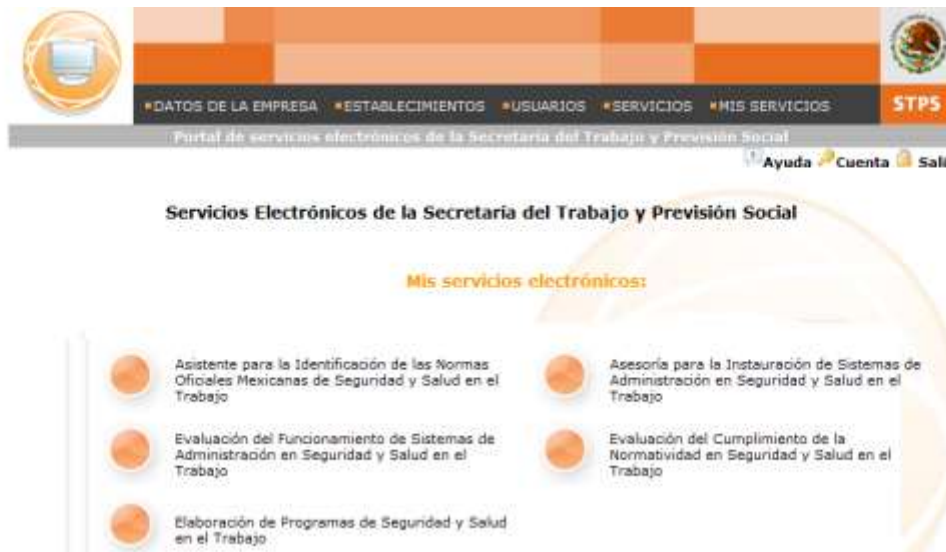 DATOS DE LA EMPRESA ESTABLECIMIENTOS USUARIOS SERVICIOS MIS SERVICIOS STPS
Portal de servicios electrónicos de la Secretaría del Trabajo y Previsión Social
Ayuda Cuenta
Servicios Electrónicos de la Secretaría del Trabajo y Previsión Social
Mis servicios electrónicos:
Asistente para la Identificación de las Normas
Oficiales Mexicanas de Seguridad y Salud en el
Trabajo
Asesoría para la Instauración de Sistemas de
Administración en Seguridad y Salud en el
Trabajo
Evaluación del Funcionamiento de Sistemas de
Administración en Seguridad y Salud en el
Trabajo
Evaluación del Cumplimiento de la
Normatividad en Seguridad y Salud en el
Trabajo
Elaboración de Programas de Seguridad y Salud
en el Trabajo